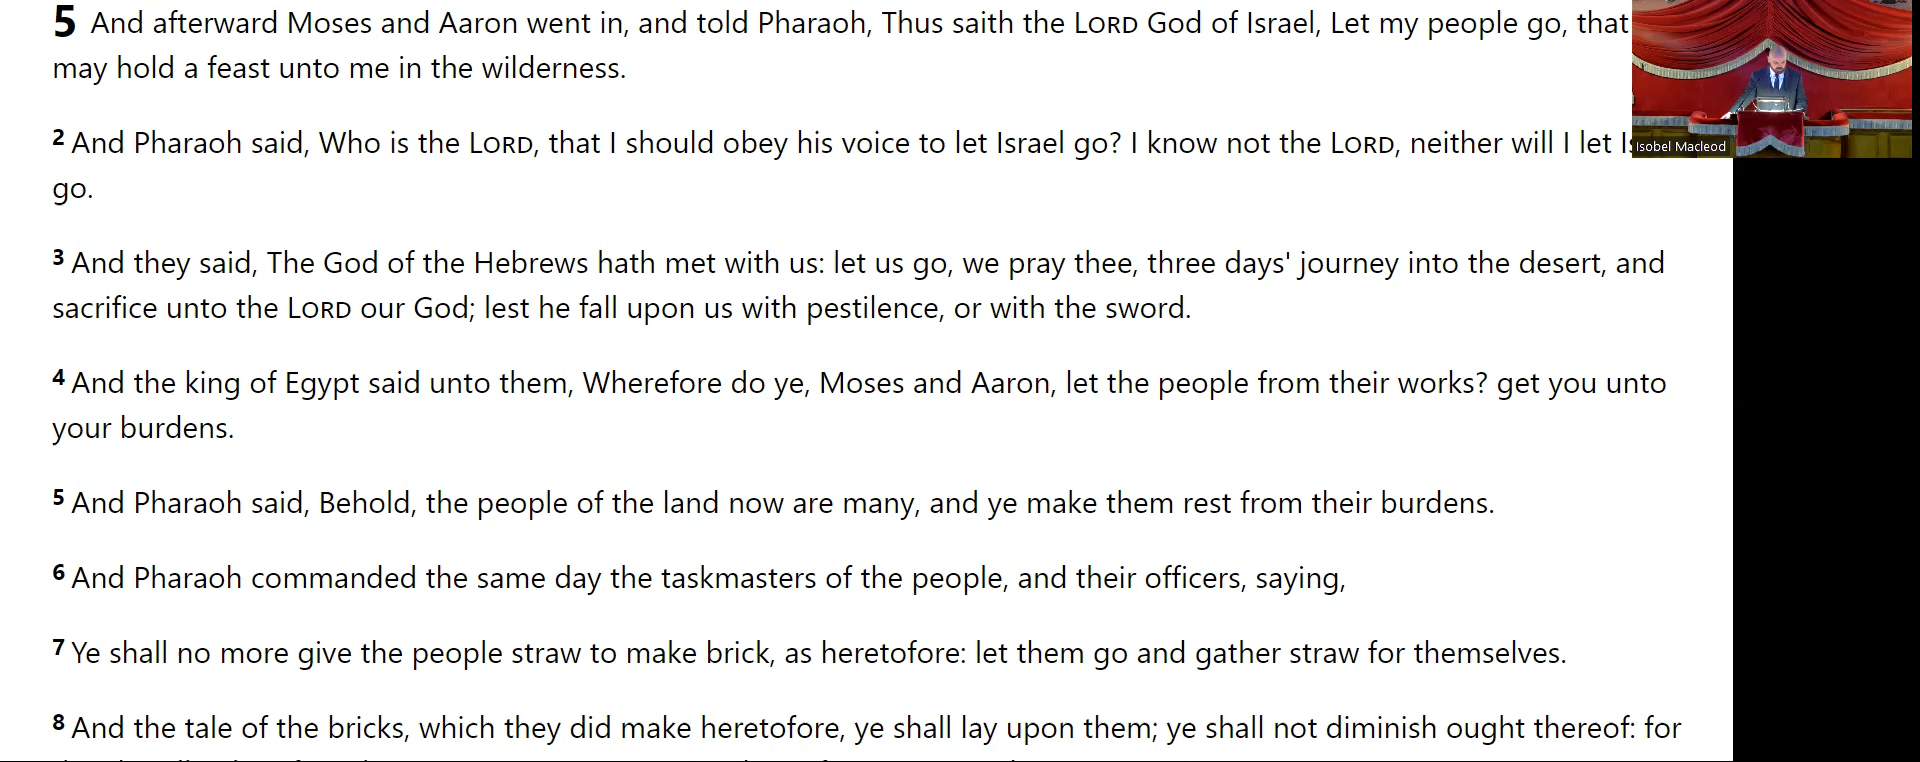 5 And afterward Moses and Aaron went in, and told Pharaoh, Thus saith the LORD God of Israel, Let my people go, that
may hold a feast unto me in the wilderness.
2 And Pharaoh said, Who is the LORD, that I should obey his voice to let Israel go? I know not the LORD, neither will I let
go.
3 And they said, The God of the Hebrews hath met with us: let us go, we pray thee, three days' journey into the desert, and
sacrifice unto the LORD our God; lest he fall upon us with pestilence, or with the sword.
4 And the king of Egypt said unto them, Wherefore do ye, Moses and Aaron, let the people from their works? get you unto
your burdens.
5 And Pharaoh said, Behold, the people of the land now are many, and ye make them rest from their burdens.
6 And Pharaoh commanded the same day the taskmasters of the people, and their officers, saying,
7 Ye shall no more give the people straw to make brick, as heretofore: let them go and gather straw for themselves.
8 And the tale of the bricks, which they did make heretofore, ye shall lay upon them; ye shall not diminish ought thereof: for
Isobel Macleod